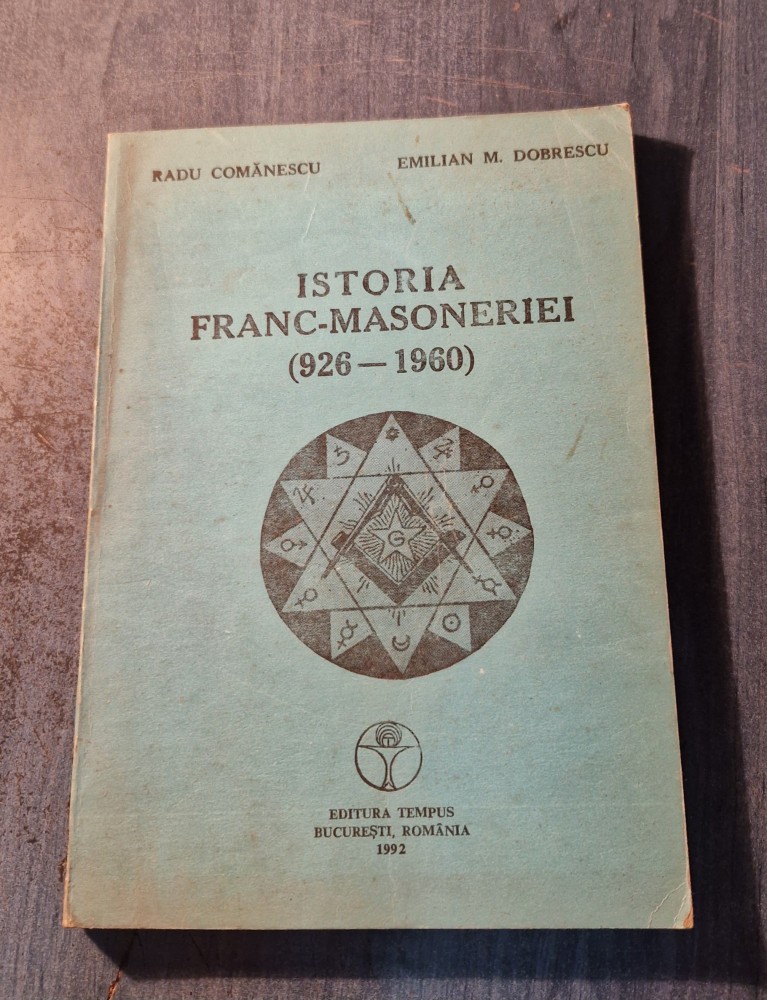 RADU COMĂNESCU
EMILIAN M. DOBRESCU
ISTORIA
FRANC-MASONERIEI
(926 — 1960)
G
EDITURA TEMPUS
BUCUREȘTI, ROMÂNIA
1992